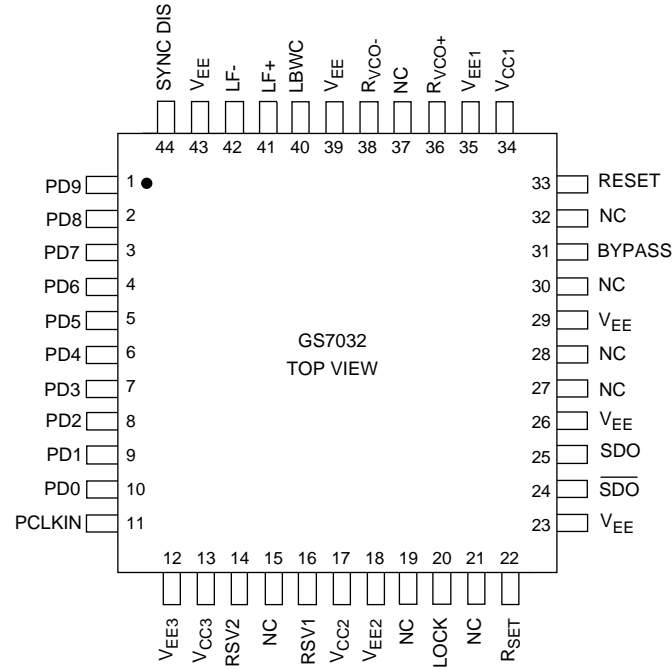 SYNC DIS
VEE
LF-
LF+
LBWC
VEE
RVCO-
NC
RVCO+
VEE1
VCC1
44 43 42 41 40 39 38 37 36 35 34
PD9 1 33 RESET
PD8 2 32 NC
PD7 3 31 BYPASS
PD6 4 30 NC
PD5 5 29 VEE
PD4 6 28 NC
PD3 7 27 NC
PD2 8 26 VEE
PD1 9 25 SDO
PD0 10 24 SDO
PCLKIN 11 23 VEE
GS7032
TOP VIEW
12 13 14 15 16 17 18 19 20 21 22
VEE3
VCC3
RSV2
NC
RSV1
VCC2
VEE2
NC
LOCK
NC
RSET